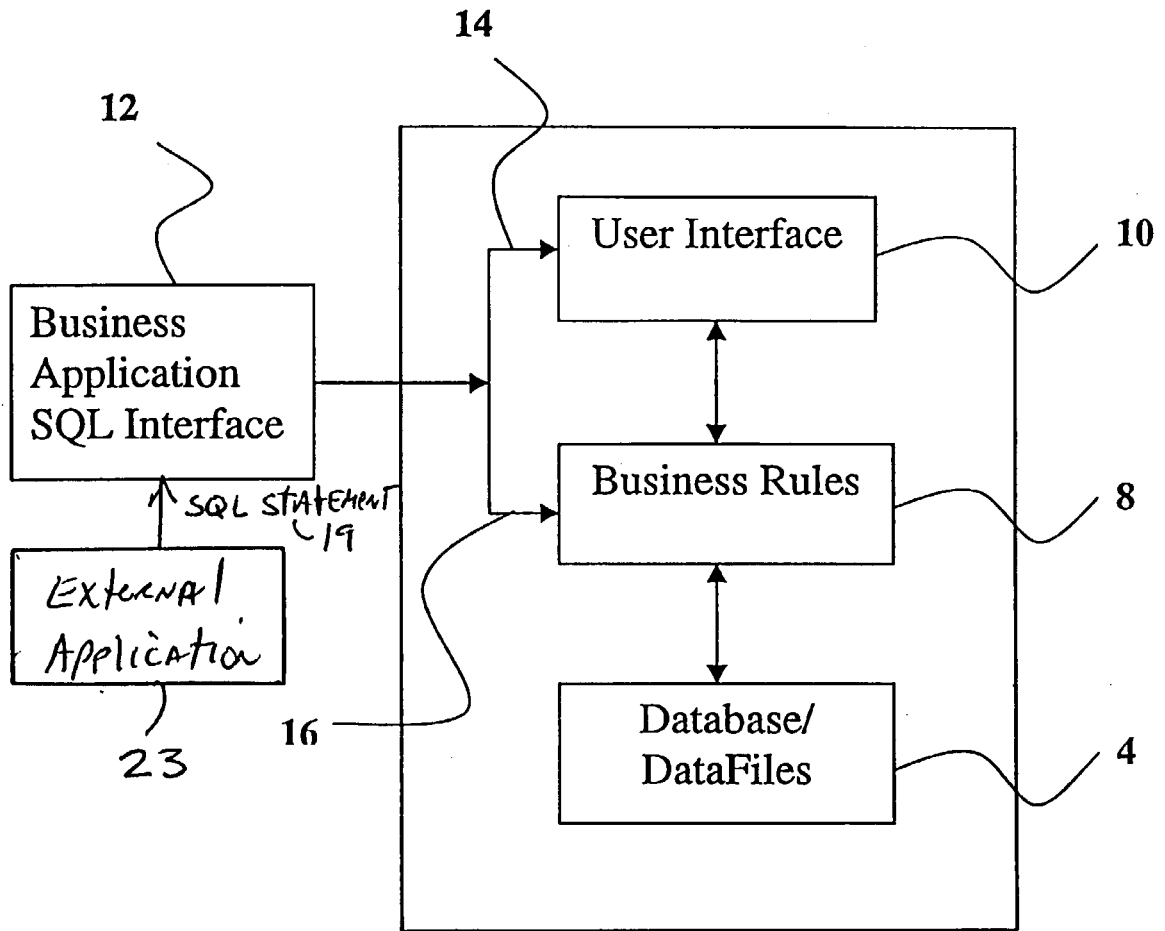 14
12
User Interface
10
Business
Application
SQL Interface
Business Rules
8
SQL STATEMENT
19
External
Application
23
16
Database/
DataFiles
4